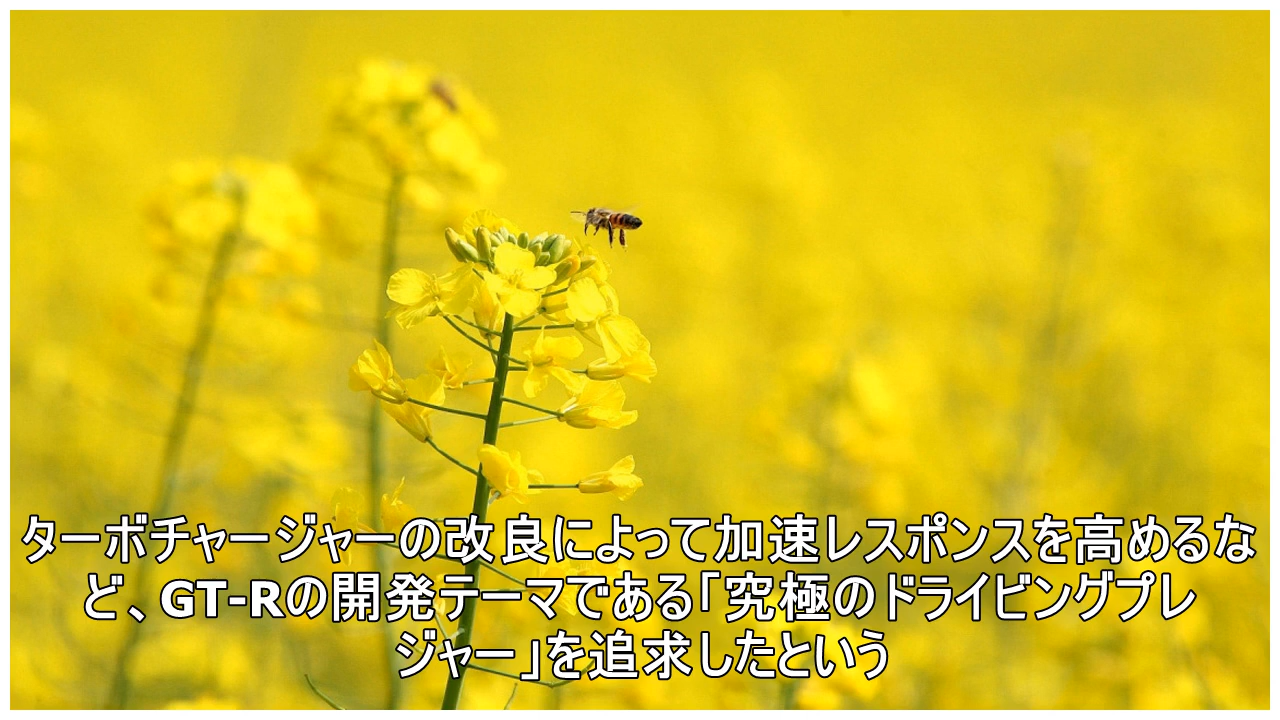 ターボチャージャーの改良によって加速レスポンスを高めるな
ど、GT-Rの開発テーマである「究極のドライビングプレ
ジャー」を追求したという